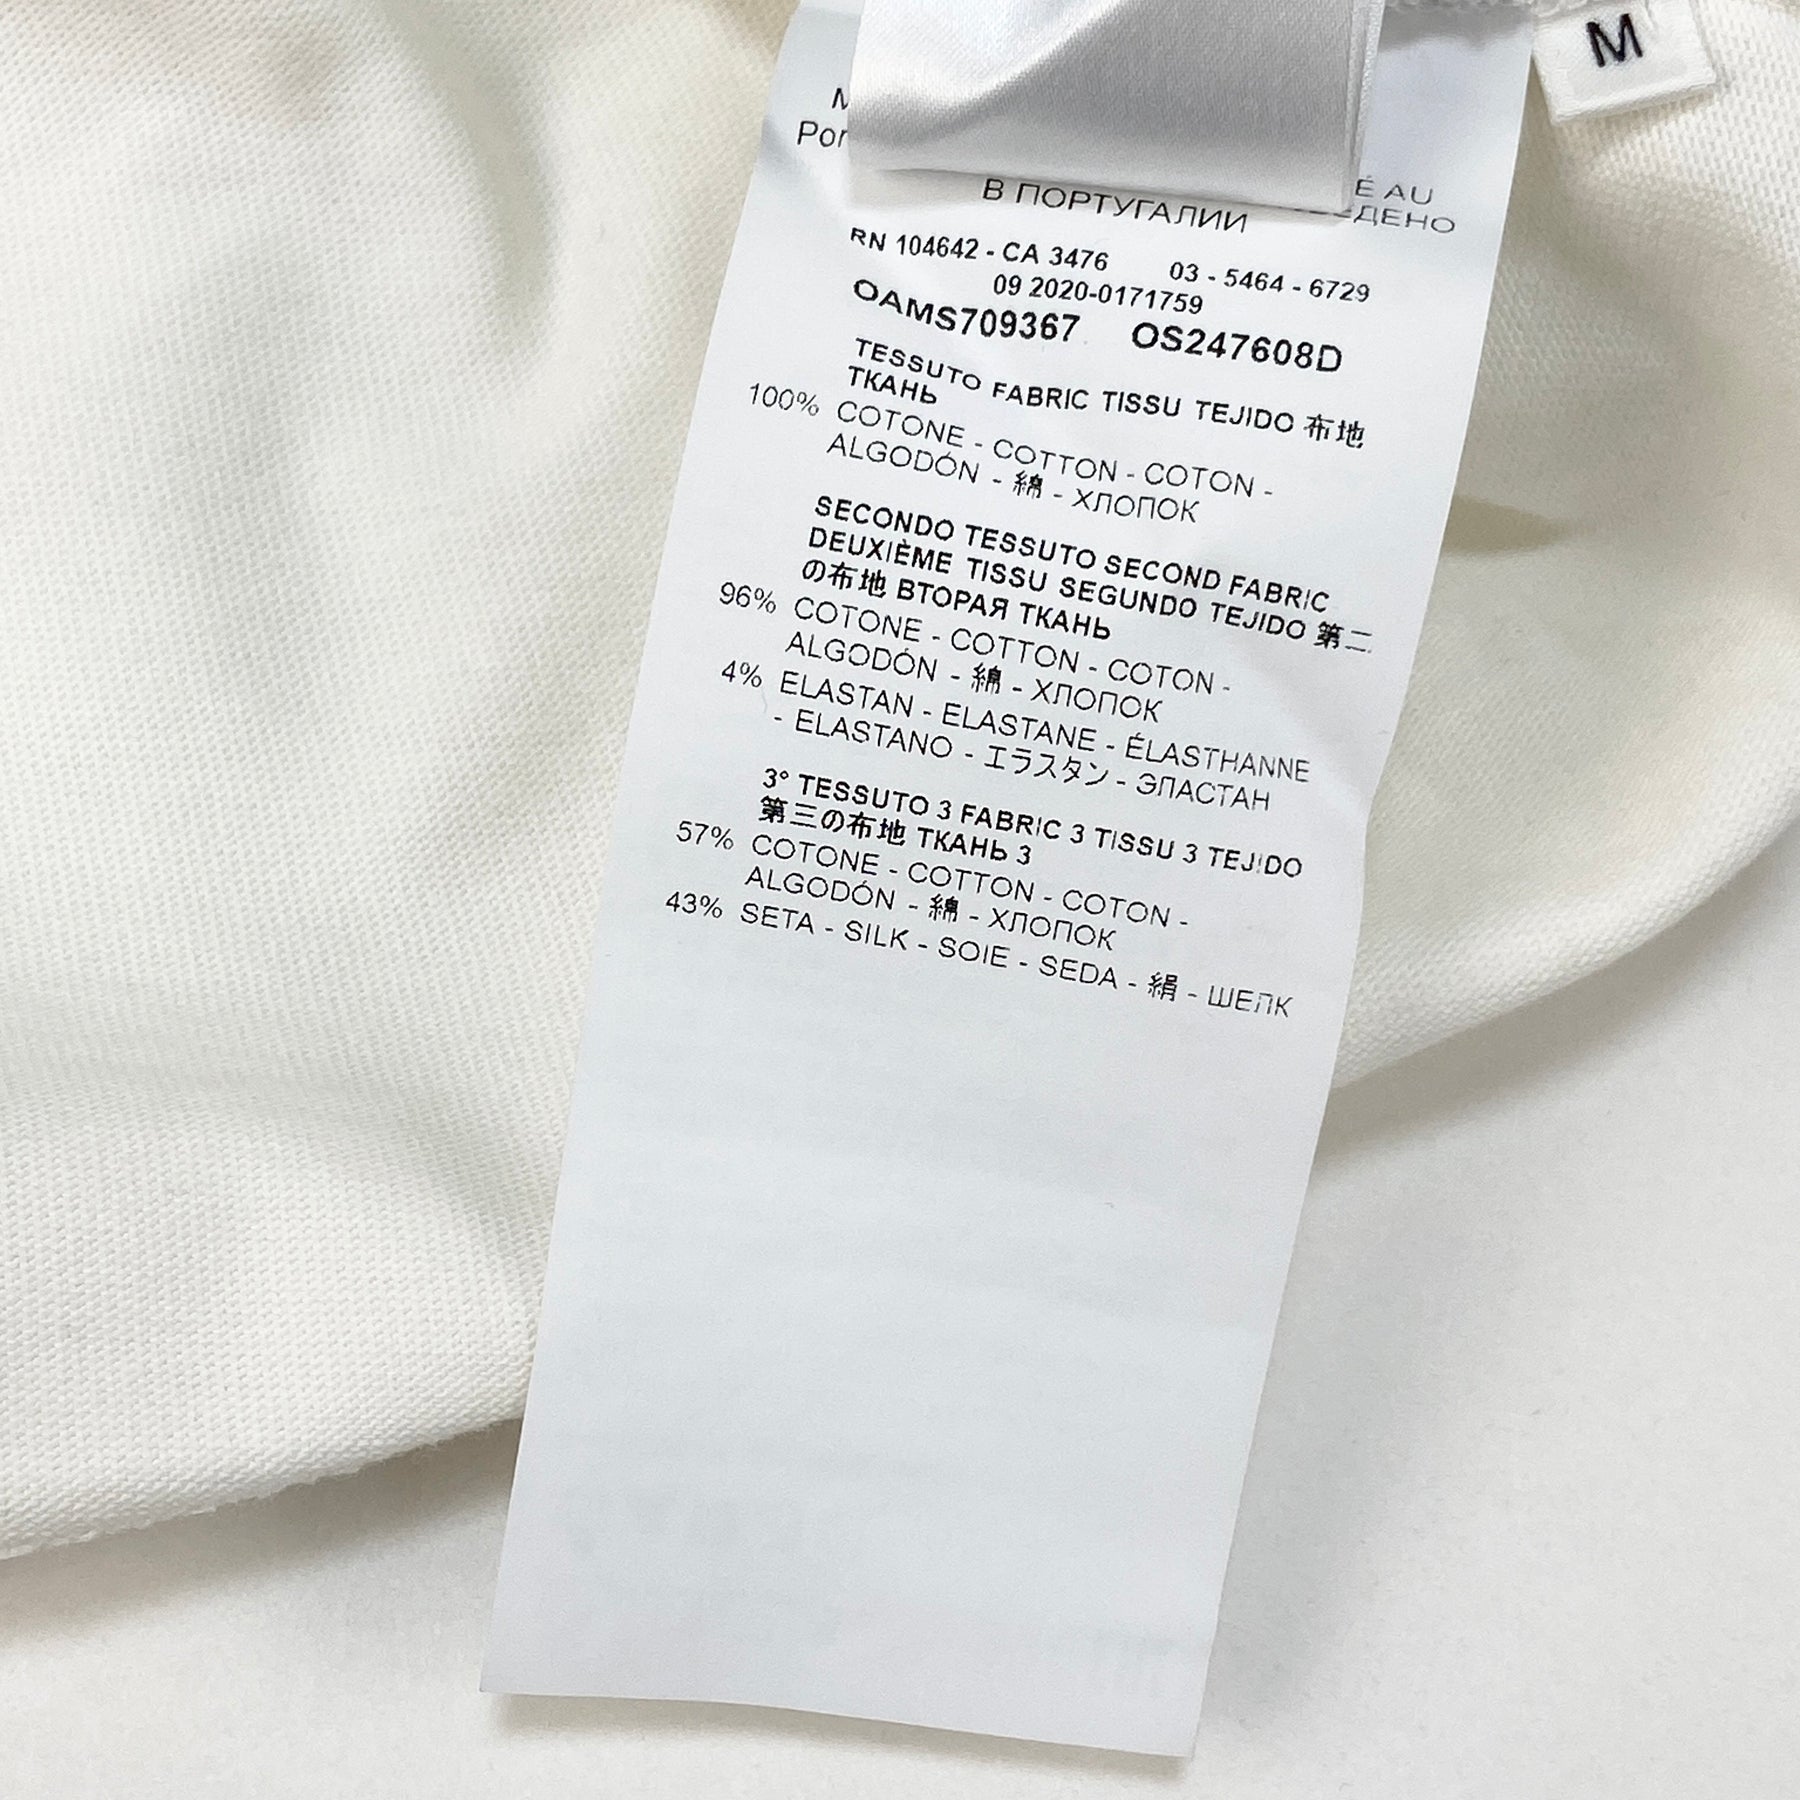 M
É AU
В ПОРТУГАЛИИ
RN 104642 - CA 3476 03 - 5464 - 6729
09 2020-0171759
OAMS709367 OS247608D
TESSUTO FABRIC TISSU TEJIDO 布地
ТКАНЬ
100% COTONE - COTTON - COTON -
ALGODÓN - 綿 - ХЛОПОК
SECONDO TESSUTO SECOND FABRIC
DEUXIÈME TISSU SEGUNDO TEJIDO 第二
の布地 ВТОРАЯ ТКАНЬ
96% COTONE - COTTON - COTON -
ALGODÓN - 綿 - ХЛОПОК
4% ELASTAN - ELASTANE - ÉLASTHANNE
- ELASTANO - エラスタン - ЭЛАСТАН
3° TESSUTO 3 FABRIC 3 TISSU 3 TEJIDO
第三の布地 ТКАНЬ 3
57% COTONE - COTTON - COTON -
ALGODÓN - 綿 - ХЛОПОК
43% SETA - SILK - SOIE - SEDA - 絹 - ШЕЛК